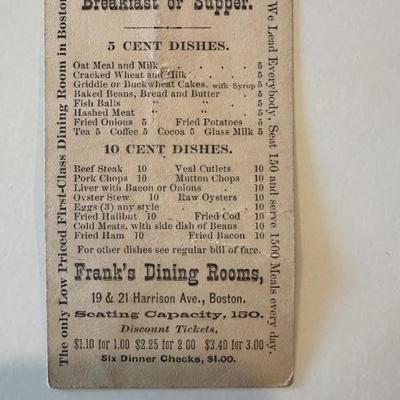 Breakfast or Supper.
5 CENT DISHES.
Oat Meal and Milk 5
Cracked Wheat and Milk 5
Griddle or Buckwheat Cakes, with Syrop 5
Baked Beans, Bread and Butter 5
Fish Balls " " 5
Hashed Meat " " 5
Fried Onions 5 Fried Potatoes 5
Tea 5 Coffee 5 Cocoa 5 Glass Milk 5
10 CENT DISHES.
Beef Steak 10 Veal Cutlets 10
Pork Chops 10 Mutton Chops 10
Liver with Bacon or Onions 10
Oyster Stew 10 Raw Oysters 10
Eggs (3) any style 10
Fried Halibut 10 Fried Cod 10
Cold Meats, with side dish of Beans 10
Fried Ham 10 Fried Bacon 10
For other dishes see regular bill of fare.
Frank's Dining Rooms,
19 & 21 Harrison Ave., Boston.
Seating Capacity, 150.
Discount Tickets,
$1.10 for 1.00 $2.25 for 2 00 $3.40 for 3.00
Six Dinner Checks, $1.00.
The only Low Priced First-Class Dining Room in Boston
We Lead Everybody. Seat 150 and serve 1500 Meals every day.